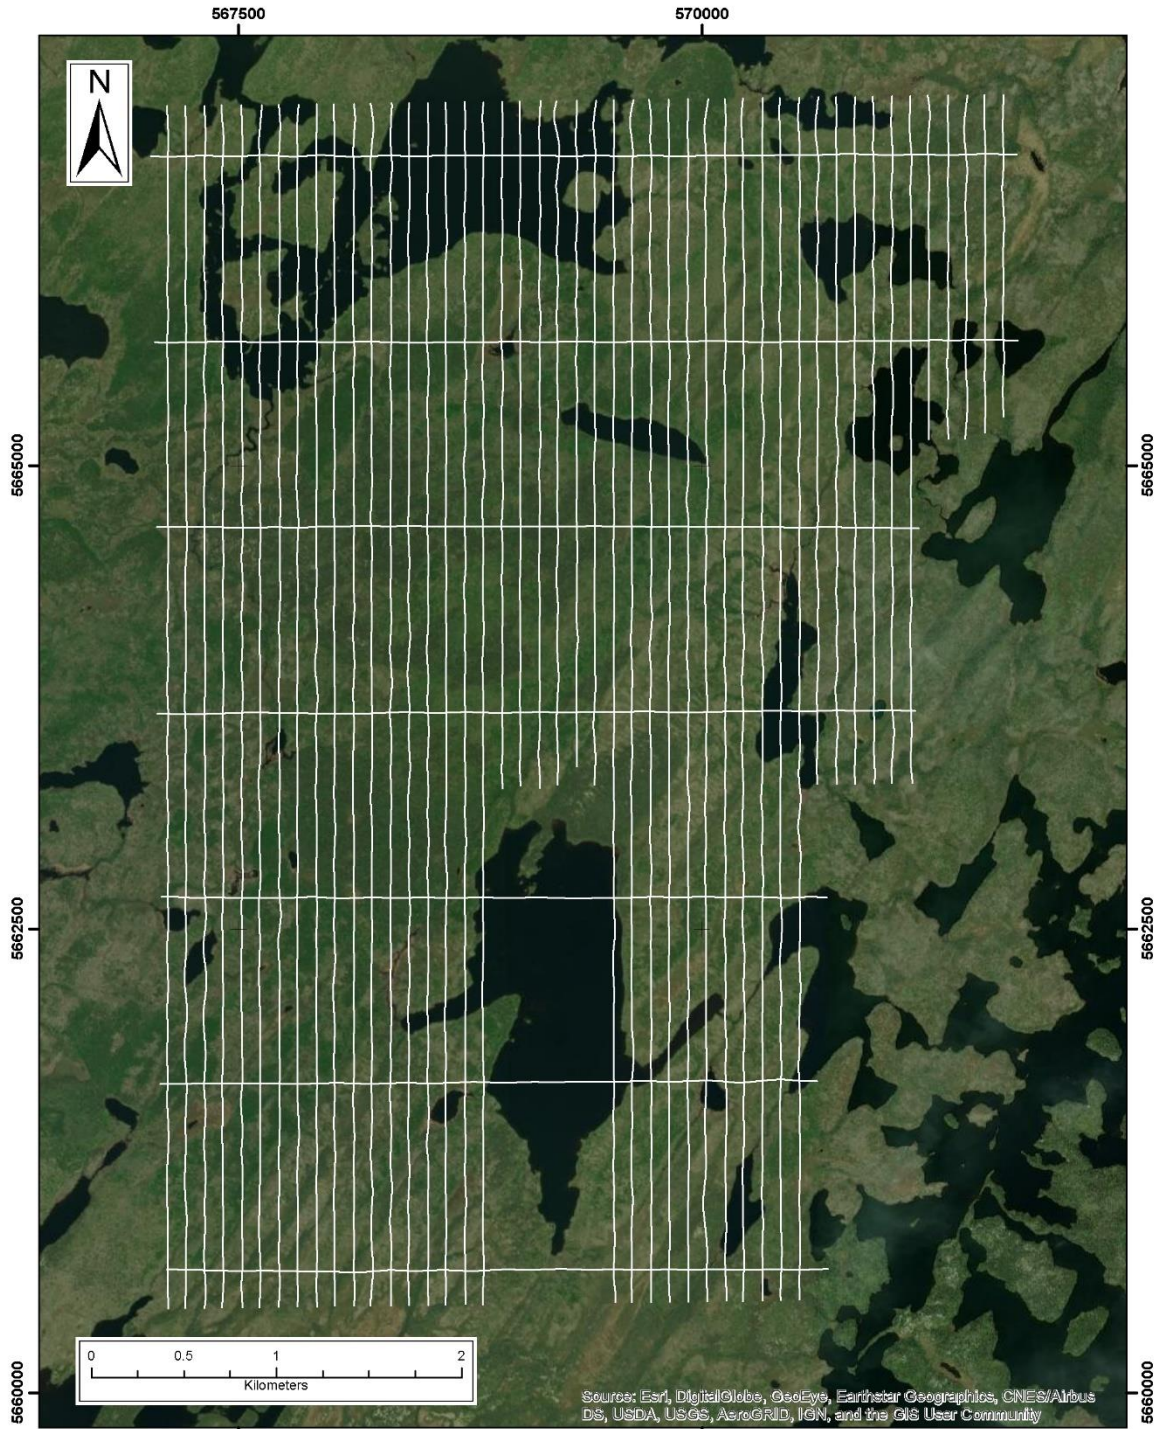 567500 570000
N
5665000 5665000
5662500 5662500
5660000 5660000
0 0.5 1 2
Kilometers
Source: Esri, DigitalGlobe, GeoEye, Earthstar Geographics, CNES/Airbus
DS, USDA, USGS, AeroGRID, IGN, and the GIS User Community